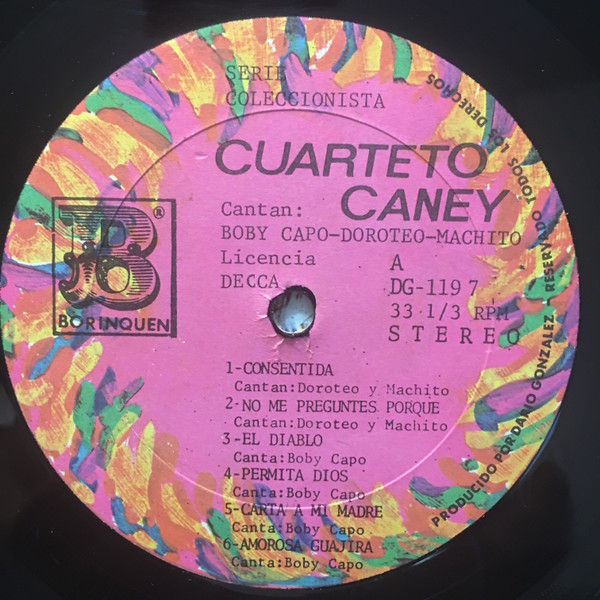 SERIE
COLECCIONISTA
CUARTETO
CANEY
Cantan:
BOBY CAPO-DOROTEO-MACHITO
Licencia
DECCA
A
DG-1197
33 1/3 RPM
STEREO
B®
BORINQUEN
1-CONSENTIDA
Cantan:Doroteo y Machito
2-NO ME PREGUNTES PORQUE
Cantan:Doroteo y Machito
3-EL DIABLO
Canta:Boby Capo
4-PERMITA DIOS
Canta:Boby Capo
5-CARTA A MI MADRE
Canta:Boby Capo
6-AMOROSA GUAJIRA
Canta:Boby Capo
PRODUCIDO POR DARIO GONZALEZ - RESERVADO TODOS LOS DERECHOS